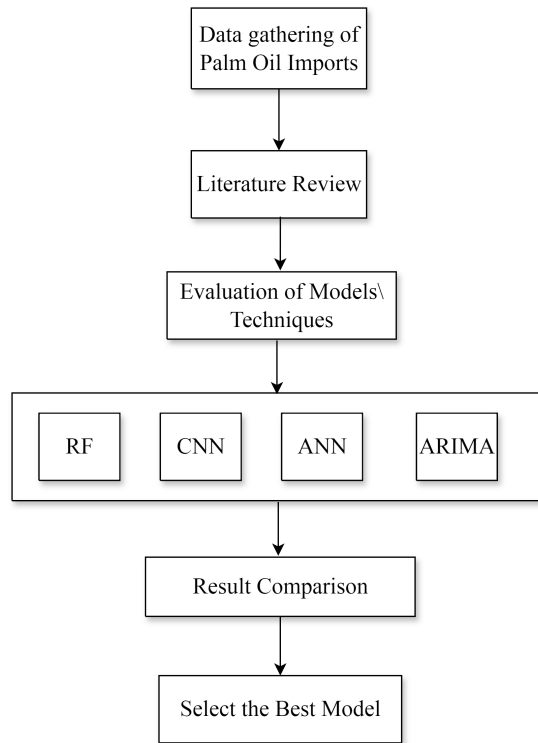 Data gathering of
Palm Oil Imports
Literature Review
Evaluation of Models\
Techniques
RF
CNN
ANN
ARIMA
Result Comparison
Select the Best Model